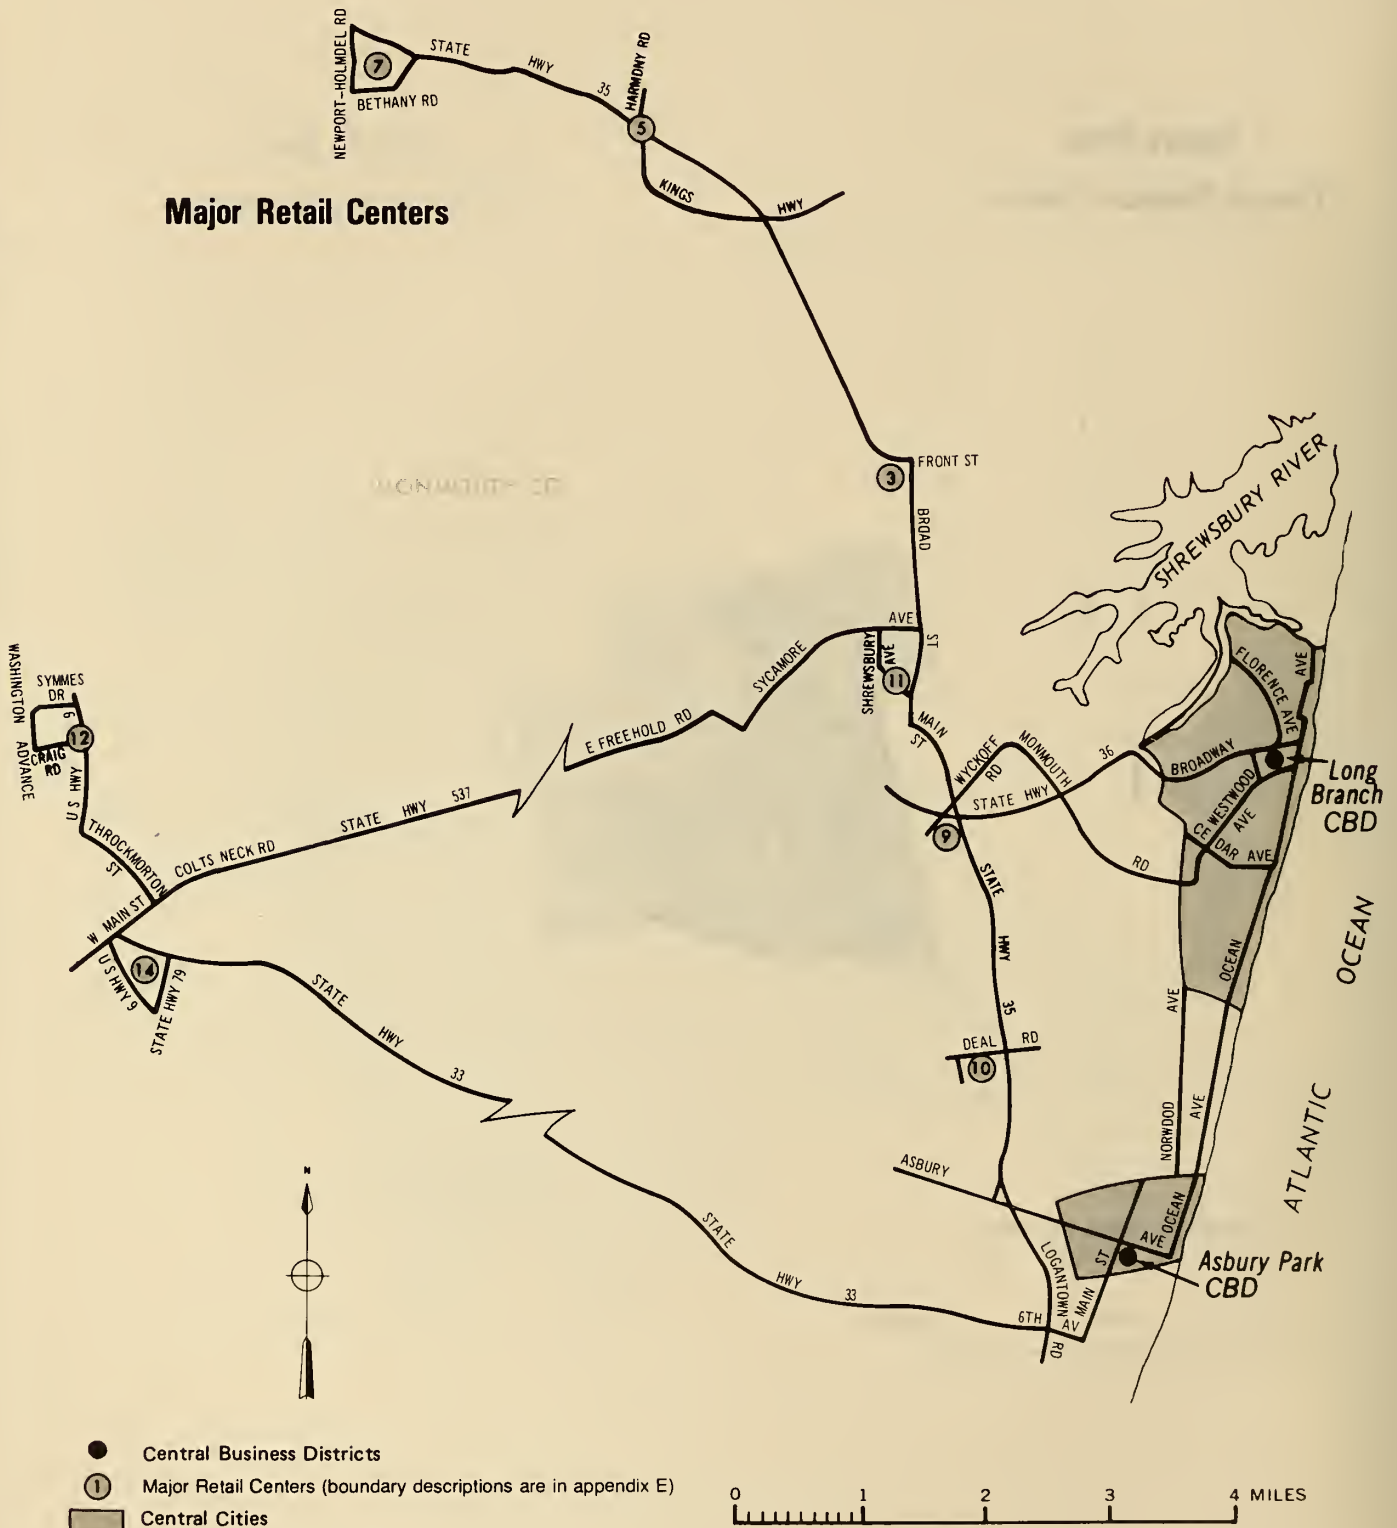 NEWPORT-HOLMDEL RD
7
STATE HWY 35
BETHANY RD
HARMONY RD
5
KINGS HWY
Major Retail Centers
3
FRONT ST
BROAD ST
SHREWSBURY RIVER
SYCAMORE AVE
SHREWSBURY AVE
11
MAIN ST
E FREEHOLD RD
WASHINGTON
ADVANCE
SYMMES DR
9
12
CRAIG RD
US HWY
THROCKMORTON ST
COLTS NECK RD
STATE HWY 537
W MAIN ST
14
US HWY 9
STATE HWY 79
STATE HWY 33
WYCKOFF RD
MONMOUTH RD
STATE HWY 36
9
BROADWAY
FLORENCE AVE
AVE
WESTWOOD AVE
CEDAR AVE
Long
Branch
CBD
STATE HWY 35
DEAL RD
10
OCEAN AVE
NORWOOD AVE
ATLANTIC OCEAN
ASBURY AVE
OCEAN
MAIN ST
Asbury Park
CBD
LOGANTOWN RD
6TH AV
STATE HWY 33
N
Central Business Districts
1 Major Retail Centers (boundary descriptions are in appendix E)
Central Cities
0 1 2 3 4 MILES